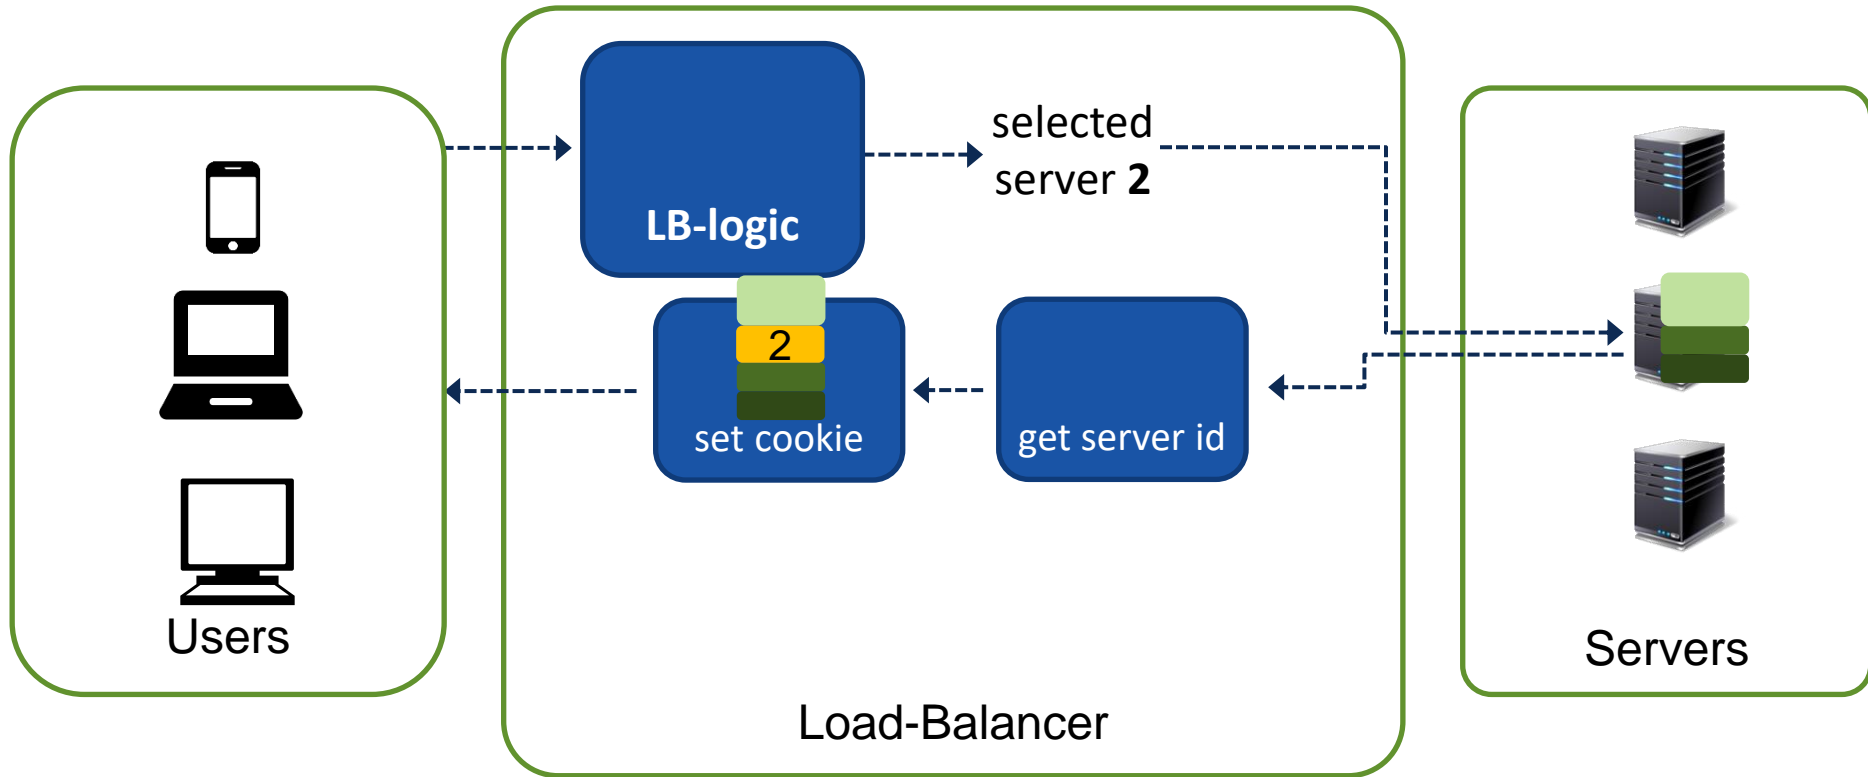 selected
server 2
LB-logic
2
set cookie
get server id
Users
Servers
Load-Balancer